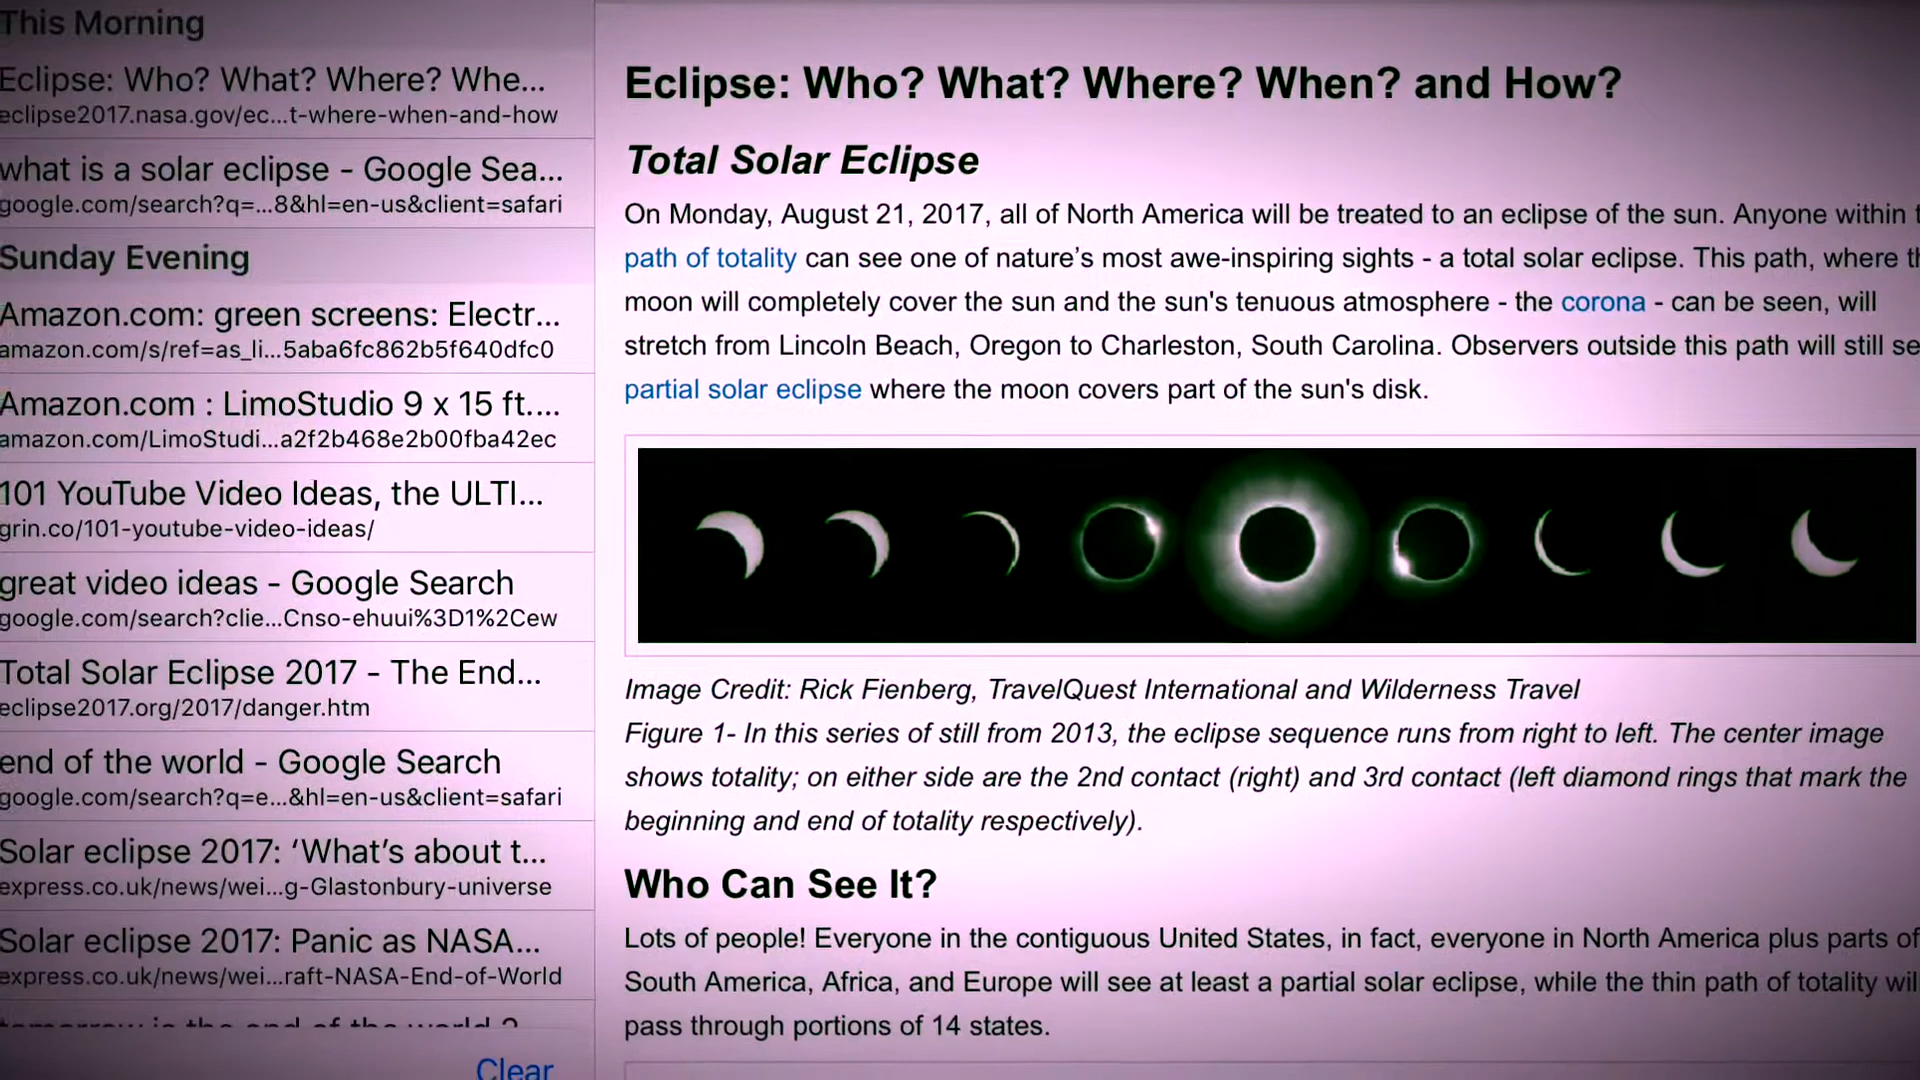 This Morning
Eclipse: Who? What? Where? Whe...
eclipse2017.nasa.gov/ec...t-where-when-and-how
what is a solar eclipse - Google Sea...
google.com/search?q=...8&hl=en-us&client=safari
Sunday Evening
Amazon.com: green screens: Electr...
amazon.com/s/ref=as_li...5aba6fc862b5f640dfc0
Amazon.com : LimoStudio 9 x 15 ft....
amazon.com/LimoStudi...a2f2b468e2b00fba42ec
101 YouTube Video Ideas, the ULTI...
grin.co/101-youtube-video-ideas/
great video ideas - Google Search
google.com/search?clie...Cnso-ehuui%3D1%2Cew
Total Solar Eclipse 2017 - The End...
eclipse2017.org/2017/danger.htm
end of the world - Google Search
google.com/search?q=e...&hl=en-us&client=safari
Solar eclipse 2017: ‘What’s about t...
express.co.uk/news/wei...g-Glastonbury-universe
Solar eclipse 2017: Panic as NASA...
express.co.uk/news/wei...raft-NASA-End-of-World
tomorrow is the end of the world ?
Clear
Eclipse: Who? What? Where? When? and How?
Total Solar Eclipse
On Monday, August 21, 2017, all of North America will be treated to an eclipse of the sun. Anyone within
path of totality can see one of nature’s most awe-inspiring sights - a total solar eclipse. This path, where
moon will completely cover the sun and the sun's tenuous atmosphere - the corona - can be seen, will
stretch from Lincoln Beach, Oregon to Charleston, South Carolina. Observers outside this path will still se
partial solar eclipse where the moon covers part of the sun's disk.
Image Credit: Rick Fienberg, TravelQuest International and Wilderness Travel
Figure 1- In this series of still from 2013, the eclipse sequence runs from right to left. The center image
shows totality; on either side are the 2nd contact (right) and 3rd contact (left diamond rings that mark the
beginning and end of totality respectively).
Who Can See It?
Lots of people! Everyone in the contiguous United States, in fact, everyone in North America plus parts of
South America, Africa, and Europe will see at least a partial solar eclipse, while the thin path of totality wil
pass through portions of 14 states.